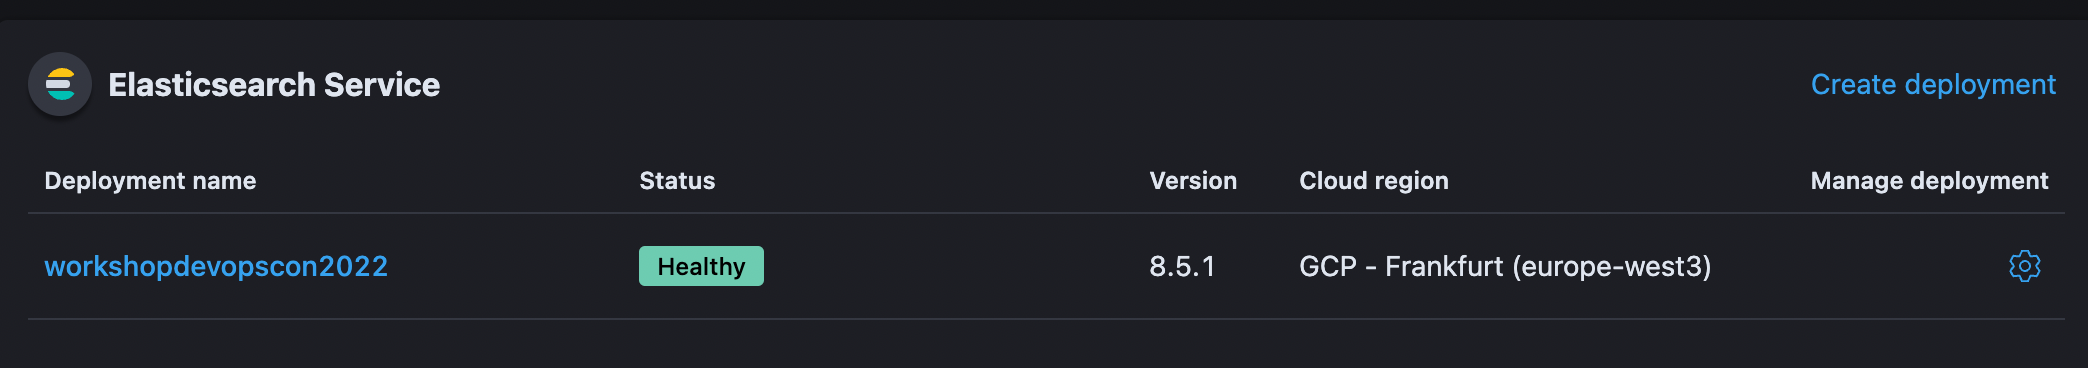 Elasticsearch Service
Create deployment
Deployment name Status Version Cloud region Manage deployment
workshopdevopscon2022 Healthy 8.5.1 GCP - Frankfurt (europe-west3)